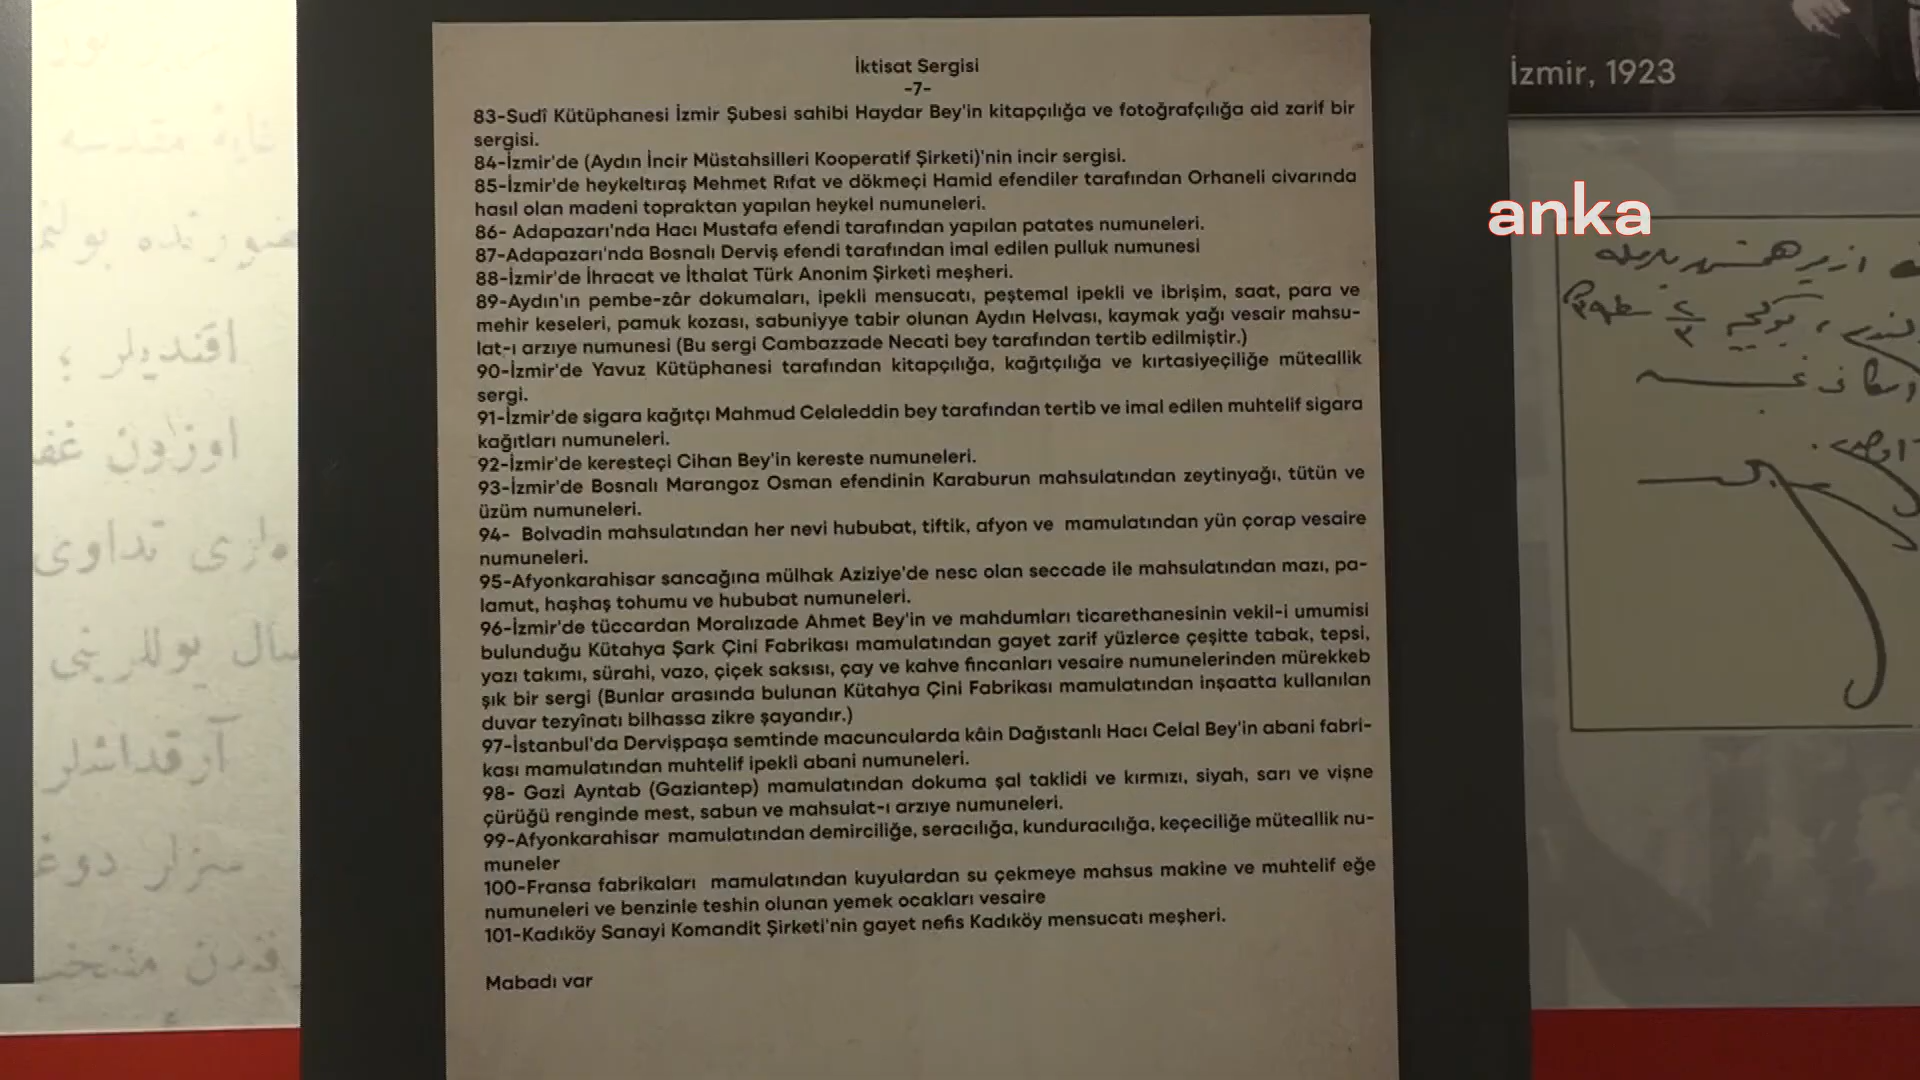 İktisat Sergisi
-7-
83-Sudî Kütüphanesi İzmir Şubesi sahibi Haydar Bey'in kitapçılığa ve fotoğrafçılığa aid zarif bir
sergisi.
84-İzmir'de (Aydın İncir Müstahsilleri Kooperatif Şirketi)'nin incir sergisi.
85-İzmir'de heykeltıraş Mehmet Rıfat ve dökmeçi Hamid efendiler tarafından Orhaneli civarında
hasıl olan madeni topraktan yapılan heykel numuneleri.
86- Adapazarı'nda Hacı Mustafa efendi tarafından yapılan patates numuneleri.
87-Adapazarı'nda Bosnalı Derviş efendi tarafından imal edilen pulluk numunesi
88-İzmir'de İhracat ve İthalat Türk Anonim Şirketi meşheri.
89-Aydın'ın pembe-zâr dokumaları, ipekli mensucatı, peştemal ipekli ve ibrişim, saat, para ve
mehir keseleri, pamuk kozası, sabuniyye tabir olunan Aydın Helvası, kaymak yağı vesair mahsu-
lat-ı arzıye numunesi (Bu sergi Cambazzade Necati bey tarafından tertib edilmiştir.)
90-İzmir'de Yavuz Kütüphanesi tarafından kitapçılığa, kağıtçılığa ve kırtasiyeçiliğe müteallik
sergi.
91-İzmir'de sigara kağıtçı Mahmud Celaleddin bey tarafından tertib ve imal edilen muhtelif sigara
kağıtları numuneleri.
92-İzmir'de keresteçi Cihan Bey'in kereste numuneleri.
93-İzmir'de Bosnalı Marangoz Osman efendinin Karaburun mahsulatından zeytinyağı, tütün ve
üzüm numuneleri.
94- Bolvadin mahsulatından her nevi hububat, tiftik, afyon ve mamulatından yün çorap vesaire
numuneleri.
95-Afyonkarahisar sancağına mülhak Aziziye'de nesc olan seccade ile mahsulatından mazı, pa-
lamut, haşhaş tohumu ve hububat numuneleri.
96-İzmir'de tüccardan Moralızade Ahmet Bey'in ve mahdumları ticarethanesinin vekil-i umumisi
bulunduğu Kütahya Şark Çini Fabrikası mamulatından gayet zarif yüzlerce çeşitte tabak, tepsi,
yazı takımı, sürahi, vazo, çiçek saksısı, çay ve kahve fincanları vesaire numunelerinden mürekkeb
şık bir sergi (Bunlar arasında bulunan Kütahya Çini Fabrikası mamulatından inşaatta kullanılan
duvar tezyînatı bilhassa zikre şayandır.)
97-İstanbul'da Dervişpaşa semtinde macuncularda kâin Dağıstanlı Hacı Celal Bey'in abani fabri-
kası mamulatından muhtelif ipekli abani numuneleri.
98- Gazi Ayntab (Gaziantep) mamulatından dokuma şal taklidi ve kırmızı, siyah, sarı ve vişne
çürüğü renginde mest, sabun ve mahsulat-ı arzıye numuneleri.
99-Afyonkarahisar mamulatından demirciliğe, seracılığa, kunduracılığa, keçeciliğe müteallik nu-
muneler
100-Fransa fabrikaları mamulatından kuyulardan su çekmeye mahsus makine ve muhtelif eğe
numuneleri ve benzinle teshin olunan yemek ocakları vesaire
101-Kadıköy Sanayi Komandit Şirketi'nin gayet nefis Kadıköy mensucatı meşheri.
Mabadı var
İzmir, 1923
anka
غایهٔ مقدسه
افندیلر ؛
اوزادن
تداوی
یوللرینی
آرقداشلر
سزلر